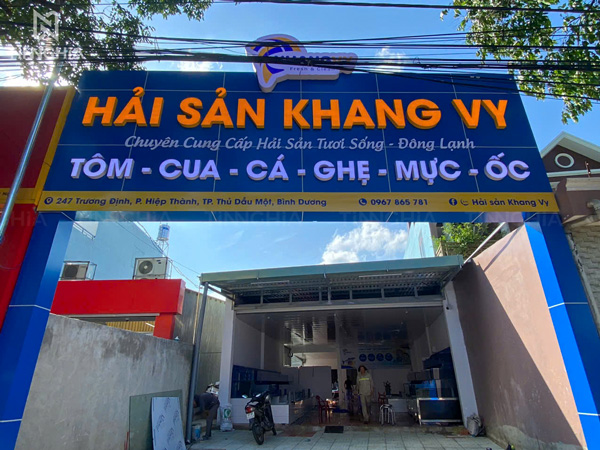 KHANG
HẢI SẢN KHANG VY
Chuyên Cung Cấp Hải Sản Tươi Sống - Đông Lạnh
TÔM - CUA - CÁ - GHẸ - MỰC - ỐC
247 Trương Định, P. Hiệp Thành, TP. Thủ Dầu Một, Bình Dương 0967 865 781 Hải sản Khang Vy